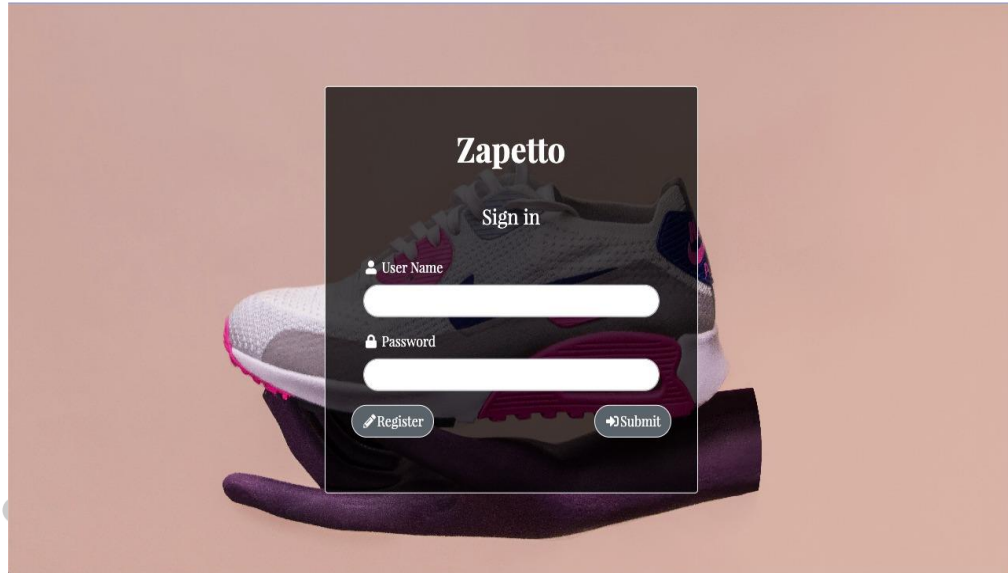 Zapetto
Sign in
User Name
Password
Register
Submit